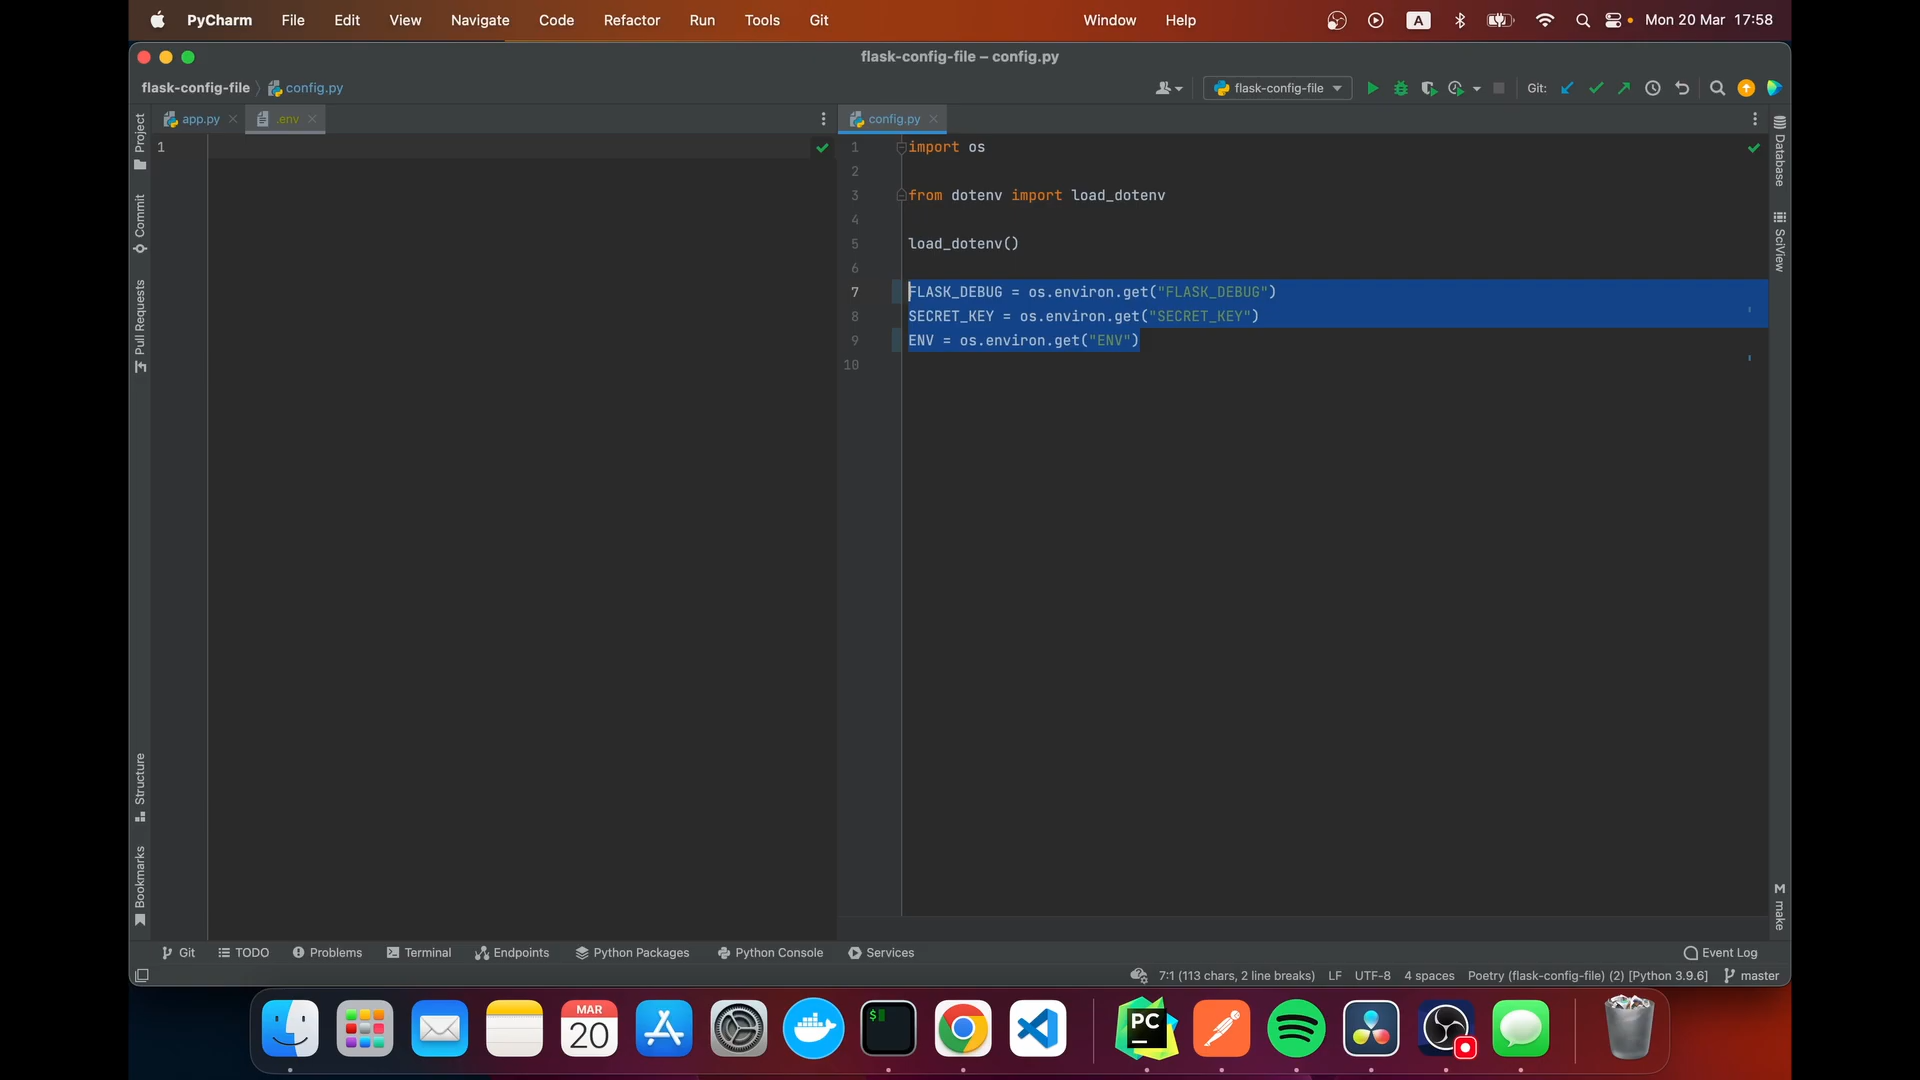 PyCharm File Edit View Navigate Code Refactor Run Tools Git Window Help A Mon 20 Mar 17:58
flask-config-file – config.py
flask-config-file config.py flask-config-file Git:
app.py .env config.py
1
1 import os
2
3 from dotenv import load_dotenv
4
5 load_dotenv()
6
7 FLASK_DEBUG = os.environ.get("FLASK_DEBUG")
8 SECRET_KEY = os.environ.get("SECRET_KEY")
9 ENV = os.environ.get("ENV")
10
Project
Commit
Pull Requests
Structure
Bookmarks
Database
SciView
M make
Git TODO Problems Terminal Endpoints Python Packages Python Console Services Event Log
7:1 (113 chars, 2 line breaks) LF UTF-8 4 spaces Poetry (flask-config-file) (2) [Python 3.9.6] master
MAR
20
$
PC